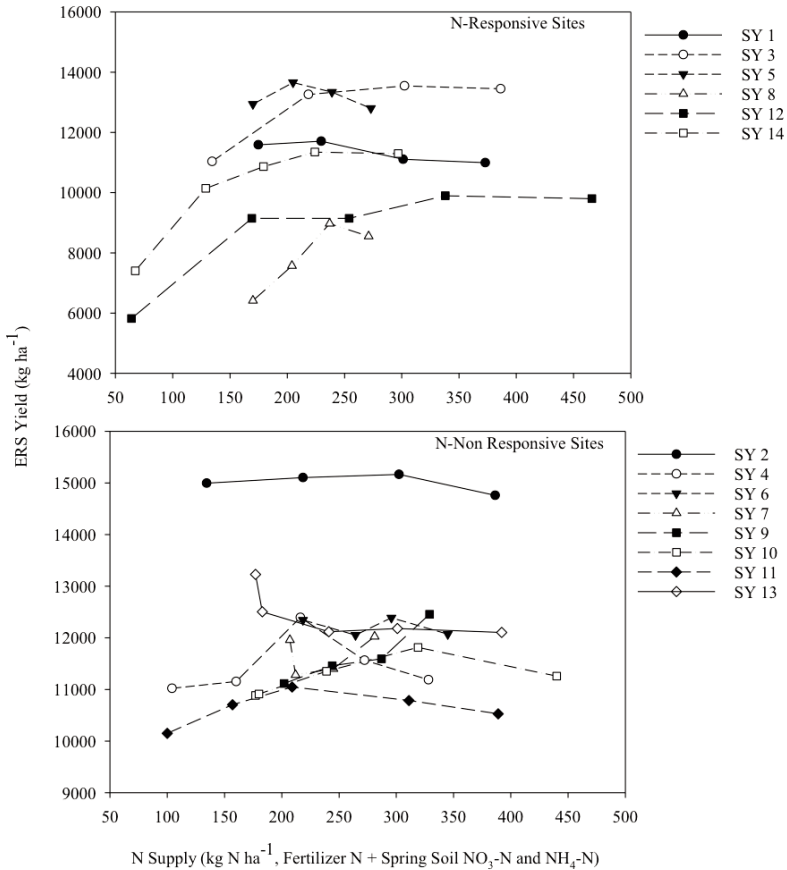 16000
14000
12000
10000
8000
6000
4000
50 100 150 200 250 300 350 400 450 500
N-Responsive Sites
SY 1
SY 3
SY 5
SY 8
SY 12
SY 14
ERS Yield (kg ha-1)
16000
15000
14000
13000
12000
11000
10000
9000
50 100 150 200 250 300 350 400 450 500
N-Non Responsive Sites
SY 2
SY 4
SY 6
SY 7
SY 9
SY 10
SY 11
SY 13
N Supply (kg N ha-1, Fertilizer N + Spring Soil NO3-N and NH4-N)